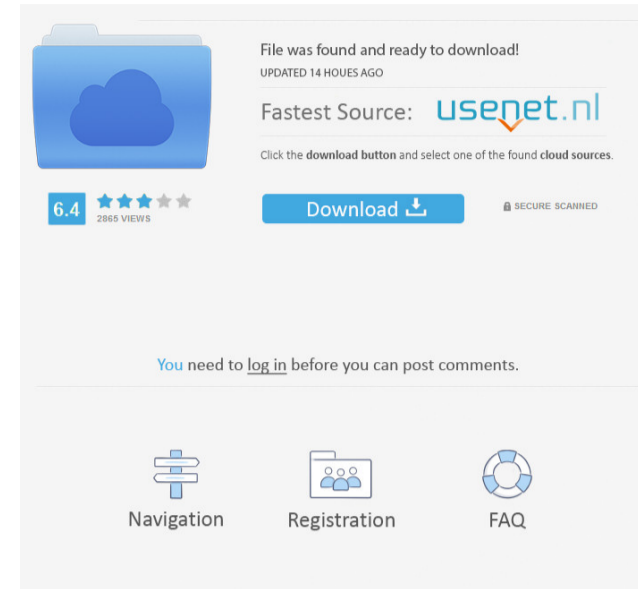 File was found and ready to download!
UPDATED 14 HOUES AGO
Fastest Source: usenet.nl
Click the download button and select one of the found cloud sources.
6.4
2865 VIEWS
Download
SECURE SCANNED
You need to log in before you can post comments.
Navigation
Registration
FAQ